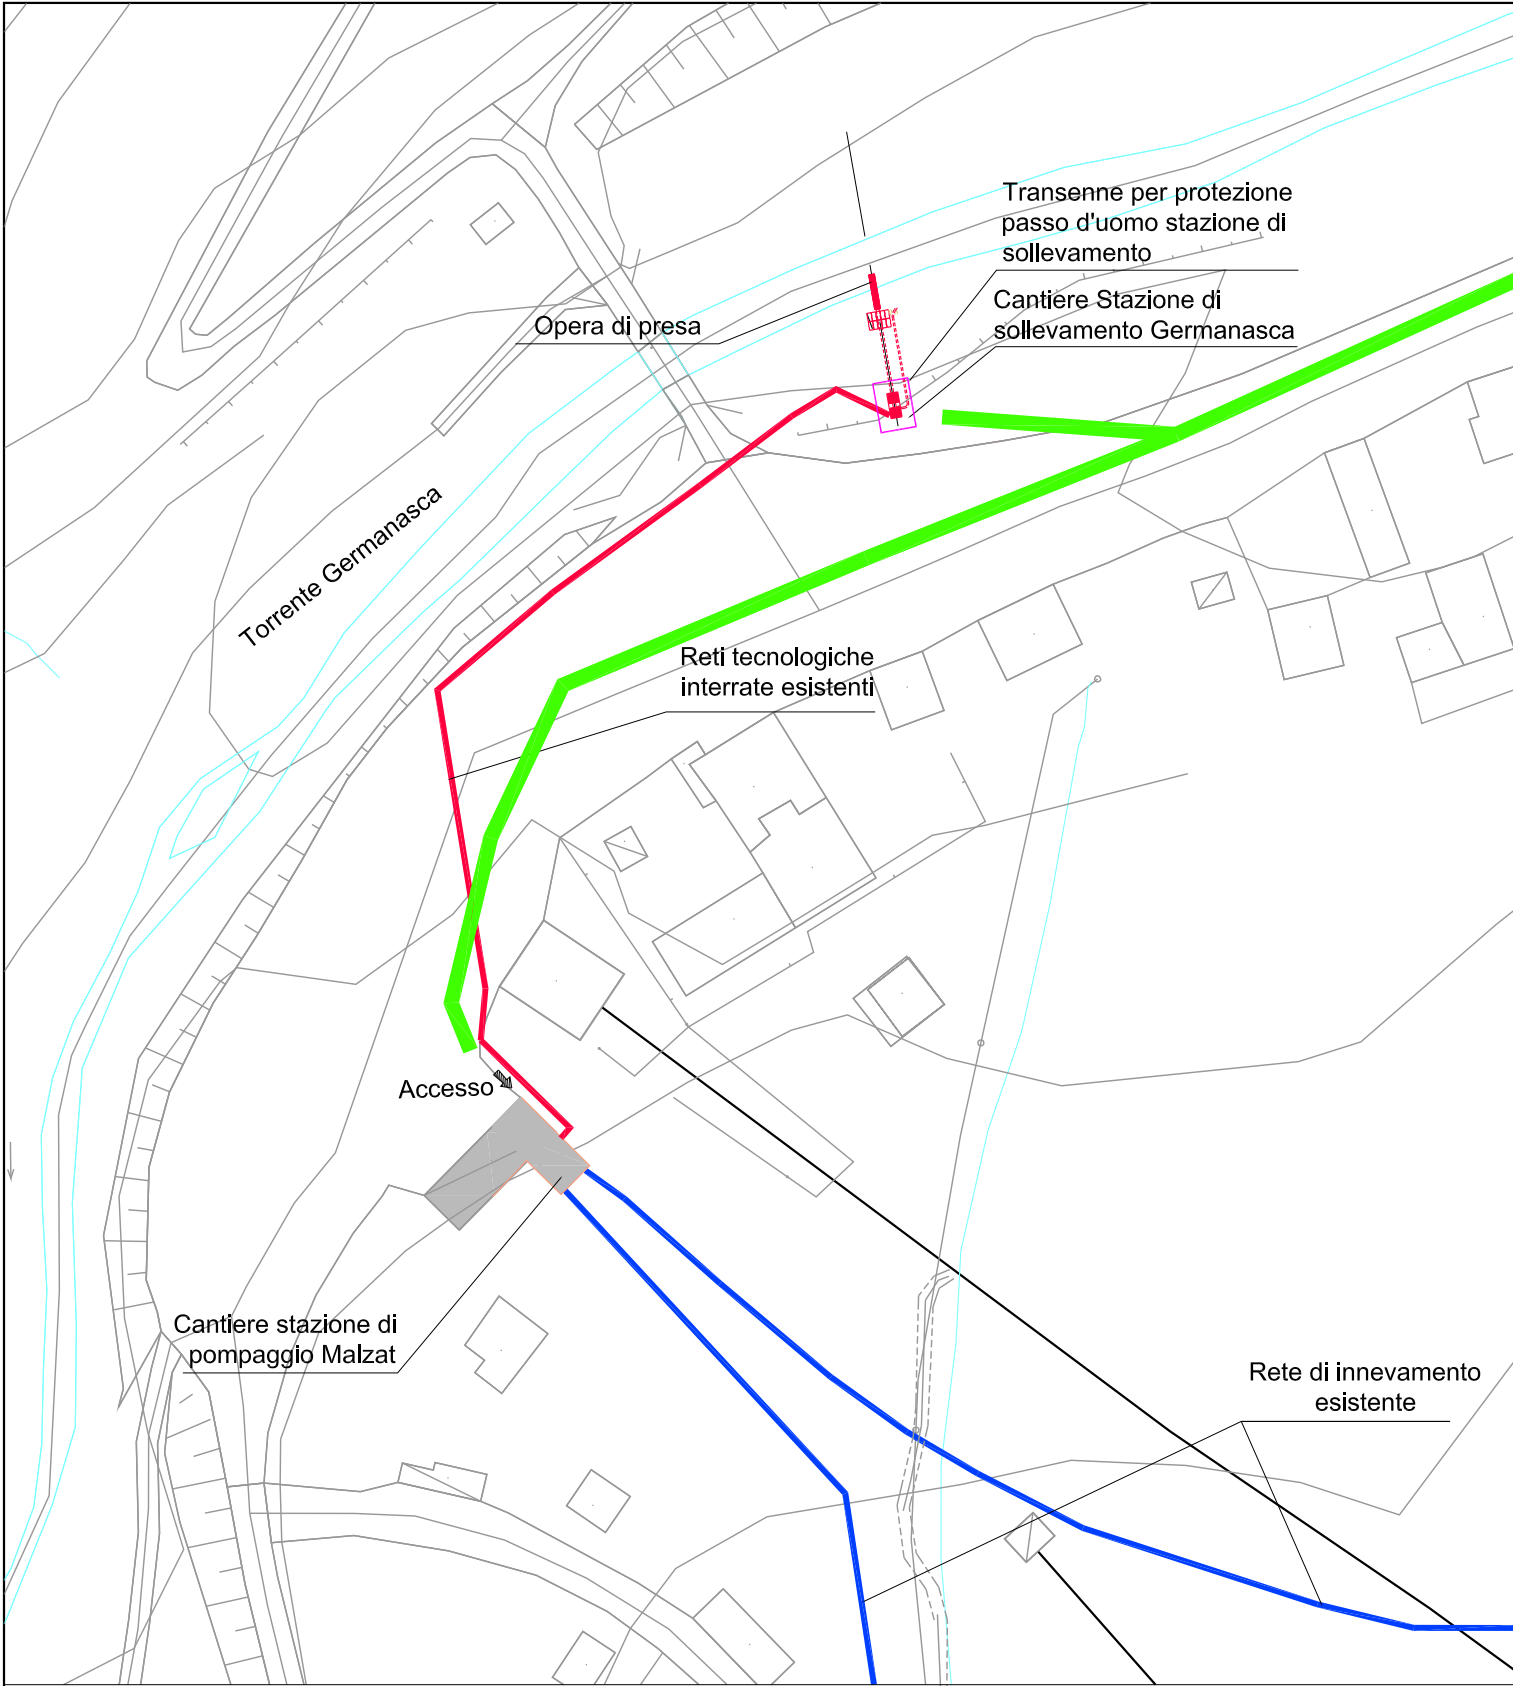 Transenne per protezione
passo d'uomo stazione di
sollevamento
Cantiere Stazione di
sollevamento Germanasca
Opera di presa
Torrente Germanasca
Reti tecnologiche
interrate esistenti
Accesso
Cantiere stazione di
pompaggio Malzat
Rete di innevamento
esistente